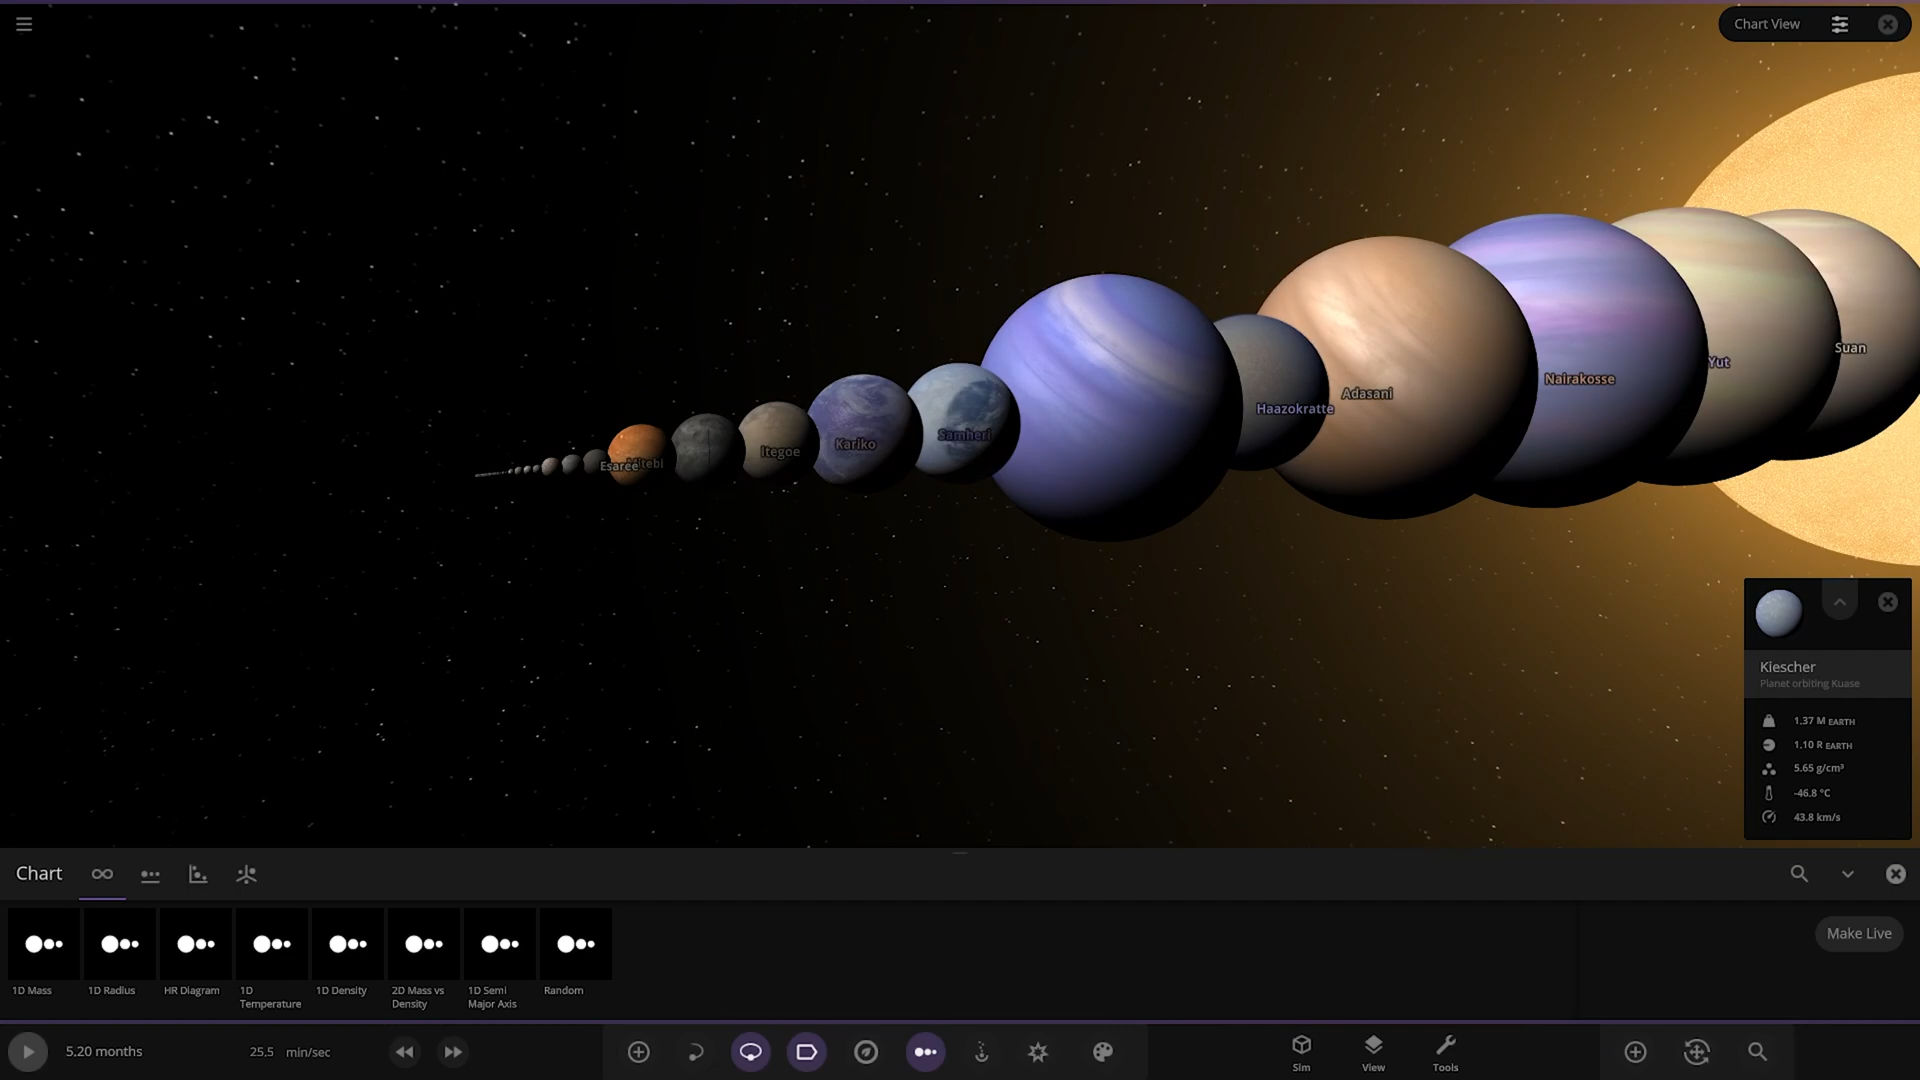 Chart View
Suan
Yut
Nairakosse
Adasani
Haazokratte
Samheri
Kariko
Itegoe
Esaree
Kiescher
Planet orbiting Kuase
1.37 M EARTH
1.10 R EARTH
5.65 g/cm³
-46.8 °C
43.8 km/s
Chart
Make Live
1D Mass
1D Radius
HR Diagram
1D Temperature
1D Density
2D Mass vs Density
1D Semi Major Axis
Random
5.20 months
25.5 min/sec
Sim
View
Tools